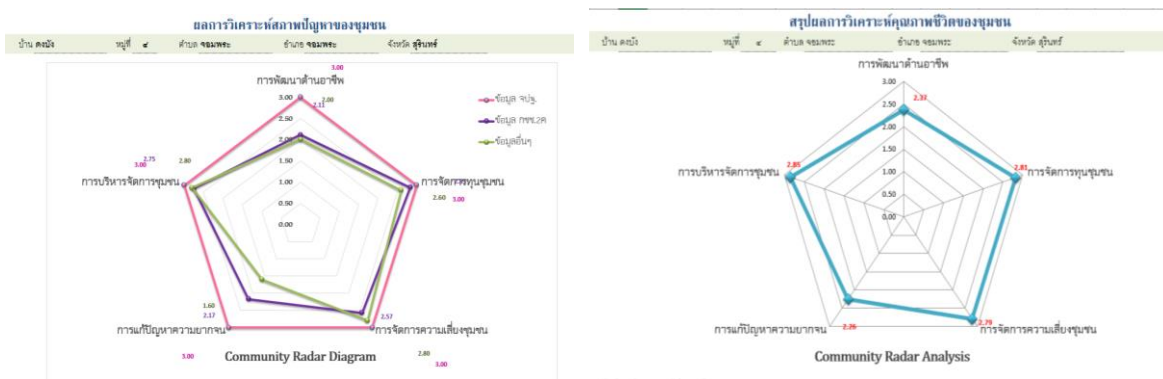 ผลการวิเคราะห์สภาพปัญหาของชุมชน
บ้าน ดงบัง หมู่ที่ ๔ ตำบล จอมพระ อำเภอ จอมพระ จังหวัด สุรินทร์
3.00
การพัฒนาด้านอาชีพ
3.00
2.11
2.00
2.50
2.00
1.50
1.00
0.50
0.00
ข้อมูล จปฐ.
ข้อมูล กชช.2ค
ข้อมูลอื่นๆ
3.00
2.75
2.80
การบริหารจัดการชุมชน
การจัดการทุนชุมชน
2.60
3.00
1.60
2.17
2.57
การแก้ปัญหาความยากจน
การจัดการความเสี่ยงชุมชน
3.00
2.80
3.00
Community Radar Diagram
สรุปผลการวิเคราะห์คุณภาพชีวิตของชุมชน
บ้าน ดงบัง หมู่ที่ ๔ ตำบล จอมพระ อำเภอ จอมพระ จังหวัด สุรินทร์
การพัฒนาด้านอาชีพ
3.00
2.50
2.00
1.50
1.00
0.50
0.00
2.37
2.85
การบริหารจัดการชุมชน
2.81
การจัดการทุนชุมชน
การแก้ปัญหาความยากจน
2.26
2.79
การจัดการความเสี่ยงชุมชน
Community Radar Analysis